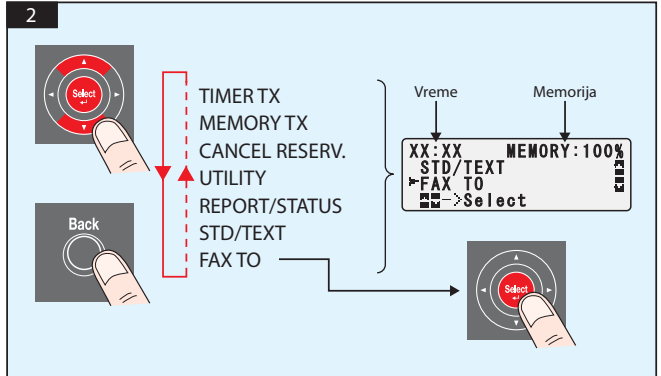 2
Select
TIMER TX
MEMORY TX
CANCEL RESERV.
UTILITY
REPORT/STATUS
STD/TEXT
FAX TO
Back
Vreme Memorija
XX:XX MEMORY:100%
STD/TEXT
FAX TO
->Select
Select